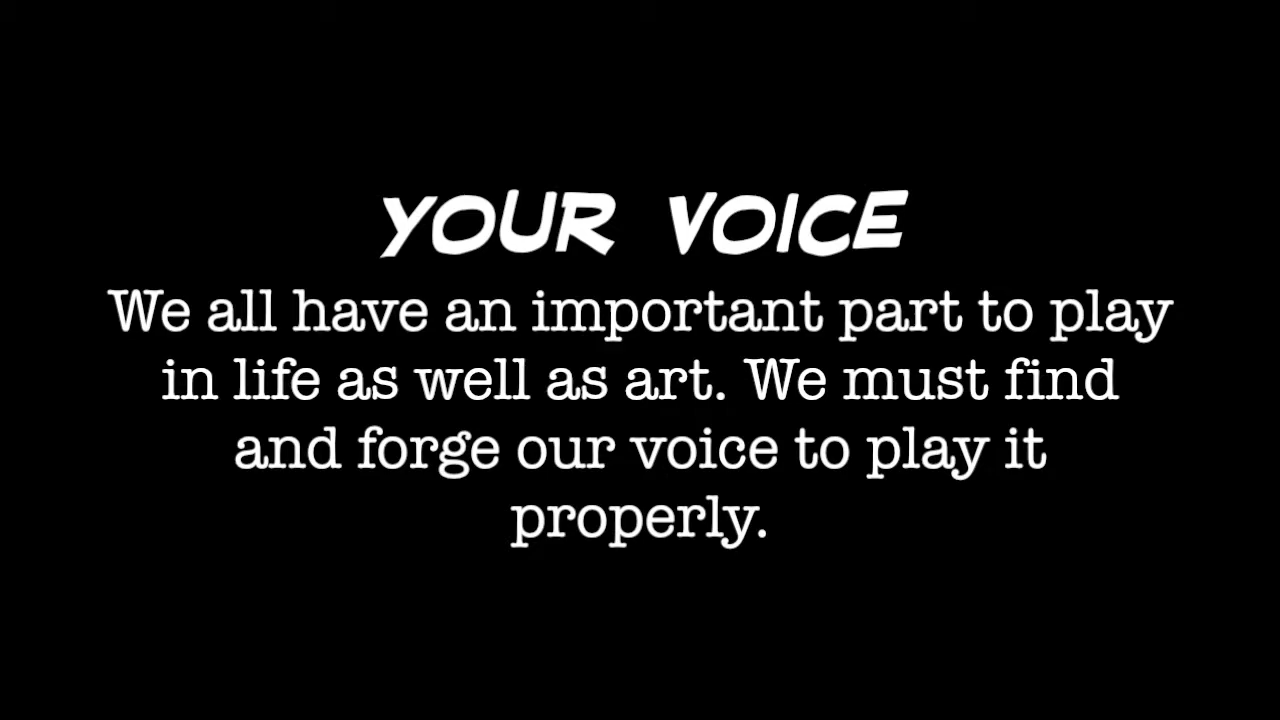 YOUR VOICE
We all have an important part to play
in life as well as art. We must find
and forge our voice to play it
properly.